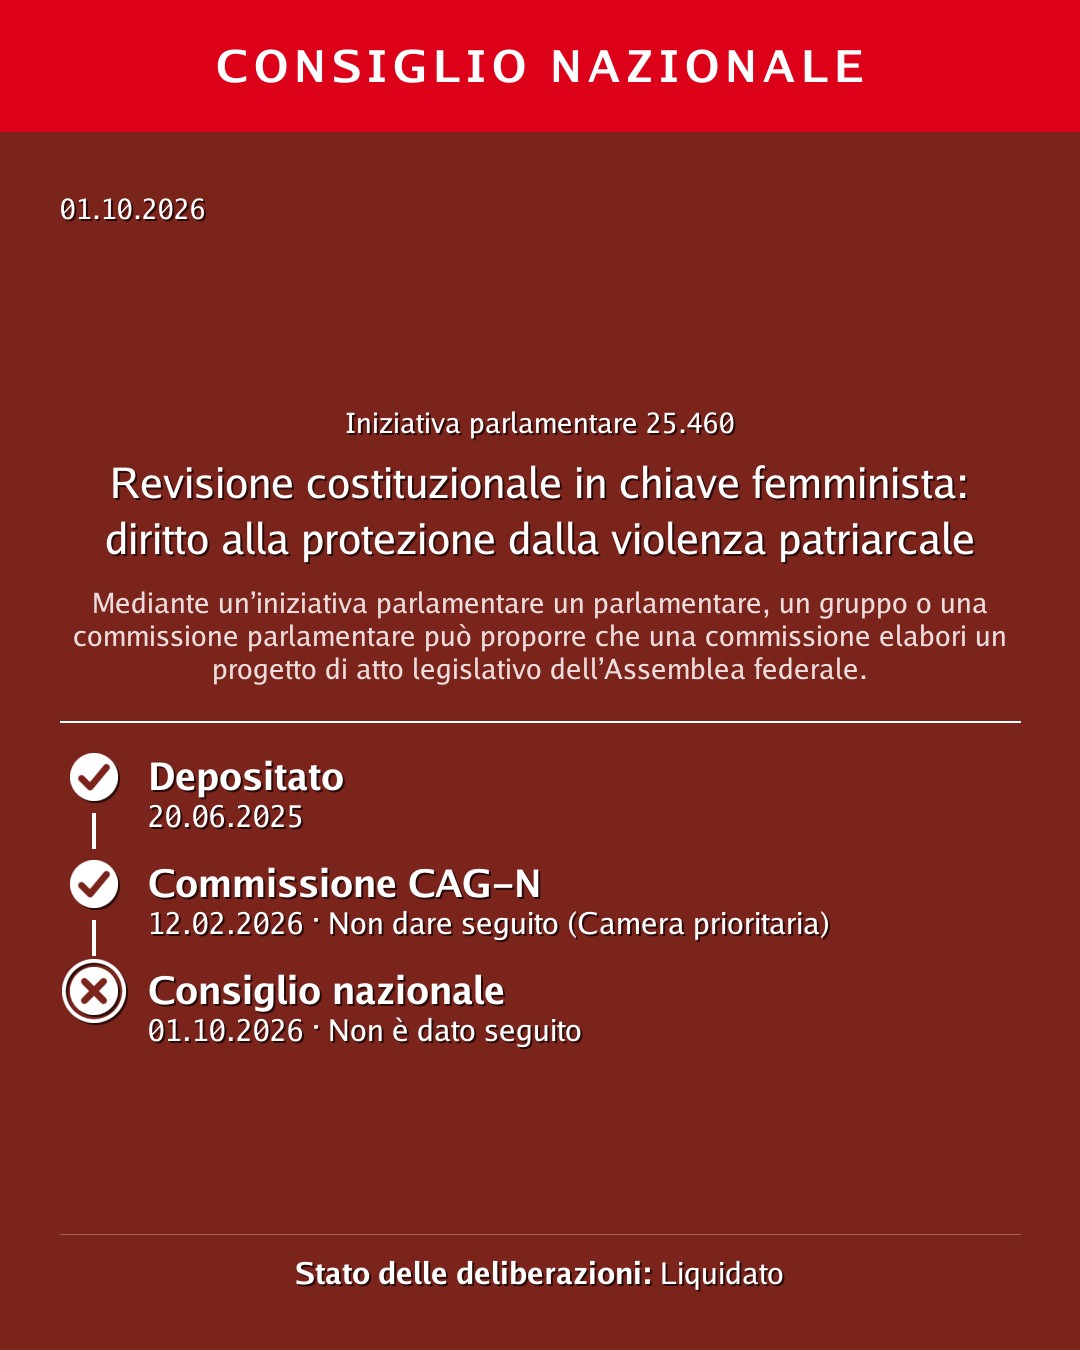 CONSIGLIO NAZIONALE
01.10.2026
Iniziativa parlamentare 25.460
Revisione costituzionale in chiave femminista:
diritto alla protezione dalla violenza patriarcale
Mediante un’iniziativa parlamentare un parlamentare, un gruppo o una
commissione parlamentare può proporre che una commissione elabori un
progetto di atto legislativo dell’Assemblea federale.
Depositato
20.06.2025
Commissione CAG–N
12.02.2026 · Non dare seguito (Camera prioritaria)
Consiglio nazionale
01.10.2026 · Non è dato seguito
Stato delle deliberazioni: Liquidato